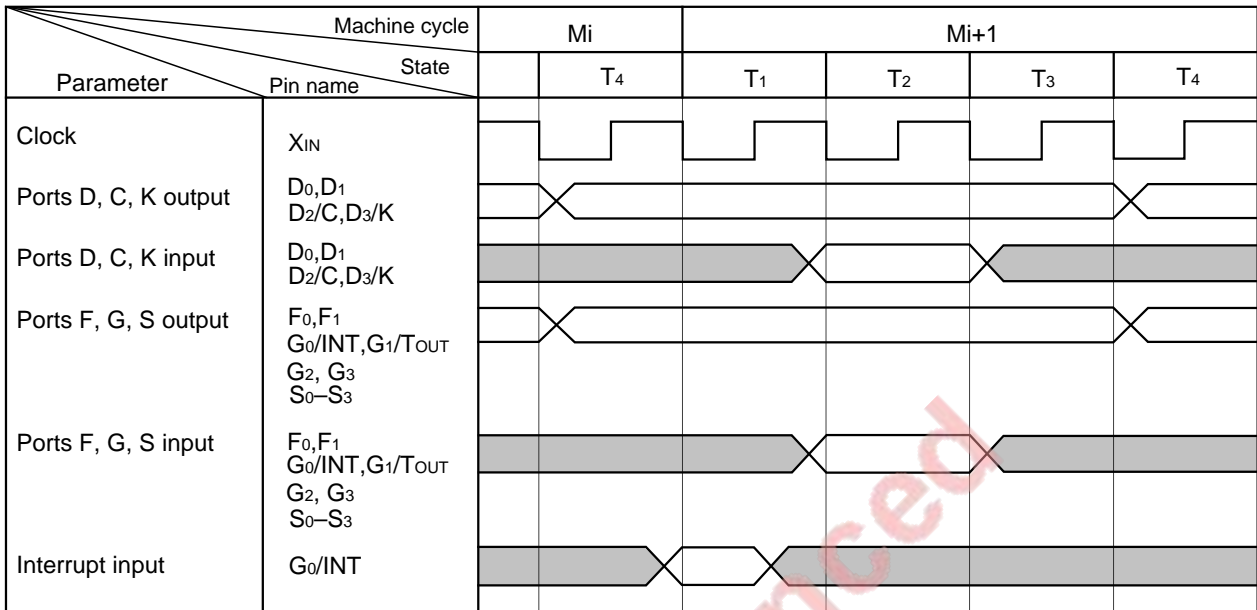 Machine cycle
Mi
Mi+1
State
Parameter
Pin name
T4
T1
T2
T3
T4
Clock
XIN
Ports D, C, K output
D0,D1
D2/C,D3/K
Ports D, C, K input
D0,D1
D2/C,D3/K
Ports F, G, S output
F0,F1
G0/INT,G1/TOUT
G2, G3
S0–S3
Ports F, G, S input
F0,F1
G0/INT,G1/TOUT
G2, G3
S0–S3
Interrupt input
G0/INT